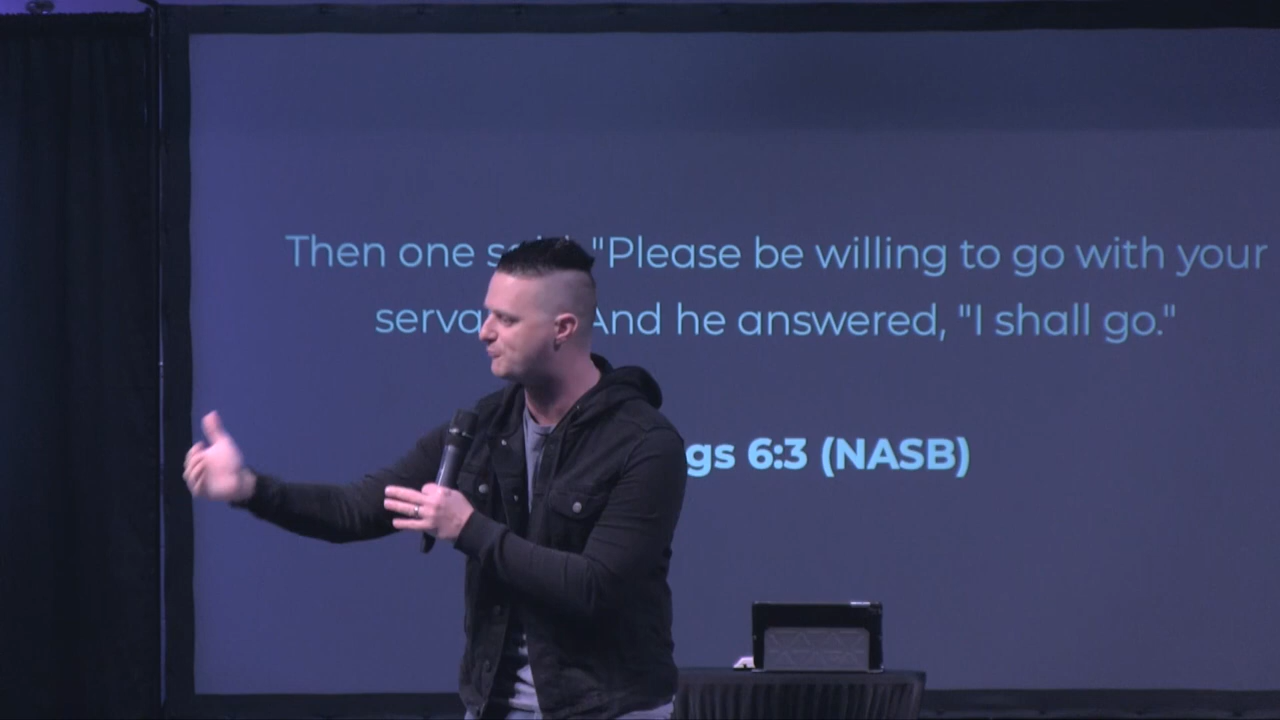 Then one "Please be willing to go with your
And he answered, "I shall go."
6:3 (NASB)